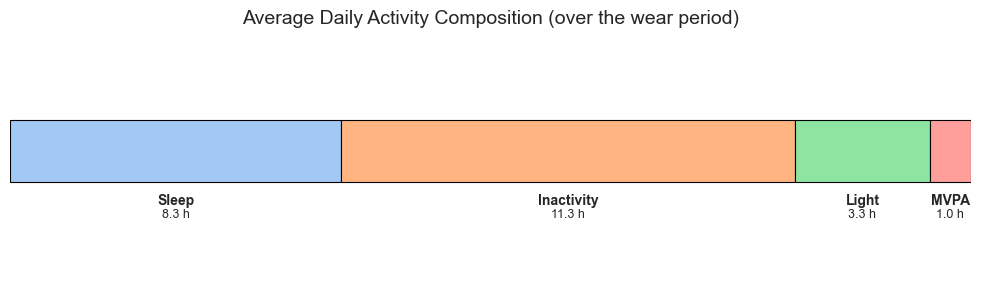 Average Daily Activity Composition (over the wear period)
Sleep
8.3 h
Inactivity
11.3 h
Light
3.3 h
MVPA
1.0 h